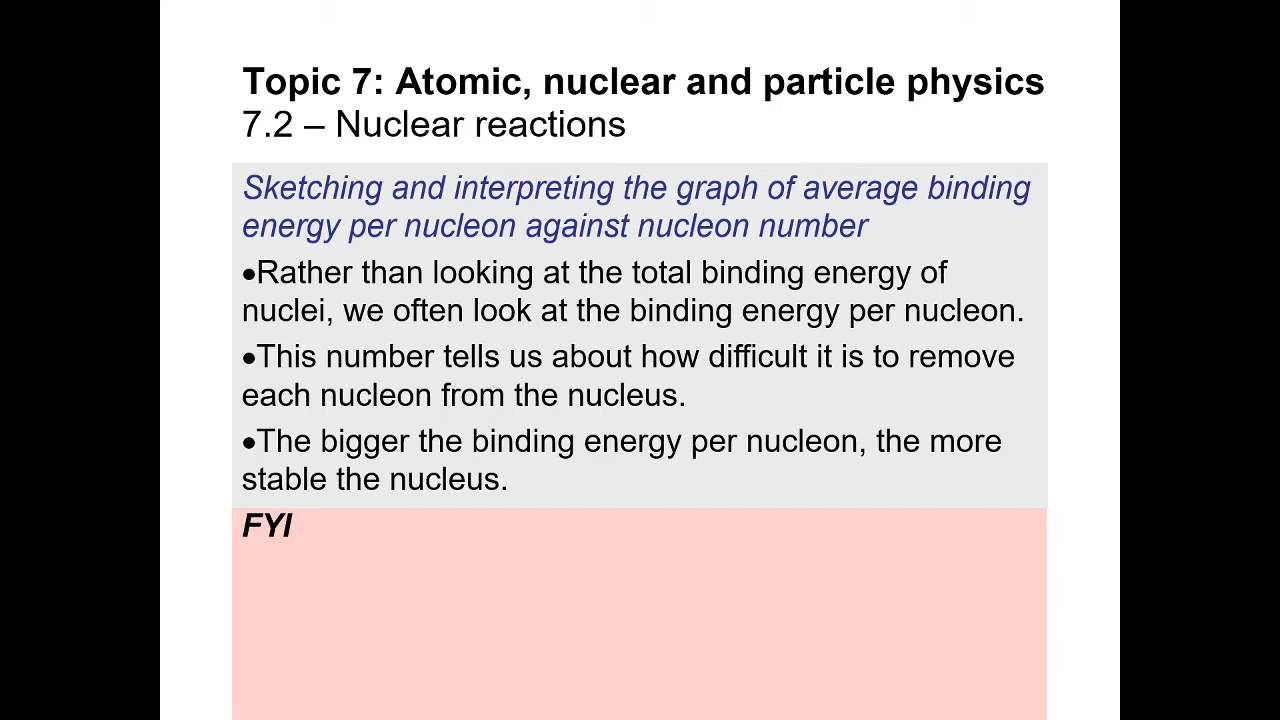 Topic 7: Atomic, nuclear and particle physics
7.2 – Nuclear reactions
Sketching and interpreting the graph of average binding
energy per nucleon against nucleon number
•Rather than looking at the total binding energy of
nuclei, we often look at the binding energy per nucleon.
•This number tells us about how difficult it is to remove
each nucleon from the nucleus.
•The bigger the binding energy per nucleon, the more
stable the nucleus.
FYI